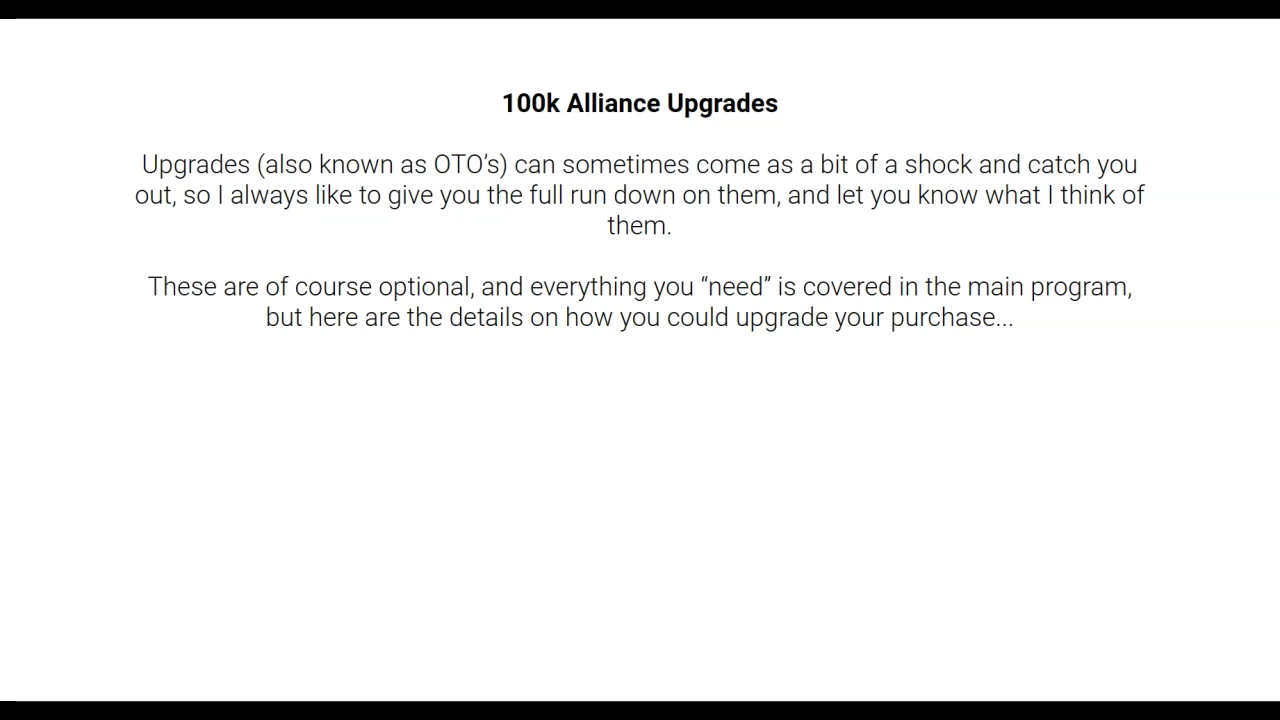 100k Alliance Upgrades
Upgrades (also known as OTO’s) can sometimes come as a bit of a shock and catch you
out, so I always like to give you the full run down on them, and let you know what I think of
them.
These are of course optional, and everything you “need” is covered in the main program,
but here are the details on how you could upgrade your purchase...